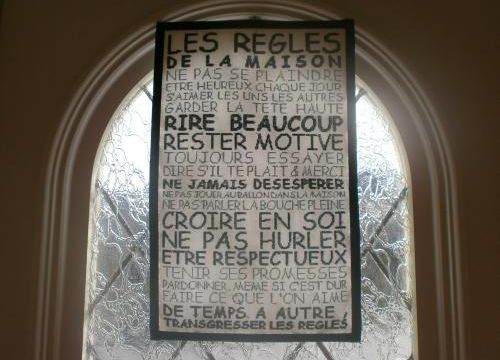 LES REGLES
DE LA MAISON
NE PAS SE PLAINDRE
ETRE HEUREUX CHAQUE JOUR
S'AIMER LES UNS LES AUTRES
GARDER LA TETE HAUTE
RIRE BEAUCOUP
RESTER MOTIVE
TOUJOURS ESSAYER
DIRE S'IL TE PLAIT & MERCI
NE JAMAIS DESESPERER
NE PAS JOUER AU BALLON DANS LA MAISON
NE PAS PARLER LA BOUCHE PLEINE
CROIRE EN SOI
NE PAS HURLER
ETRE RESPECTUEUX
TENIR SES PROMESSES
PARDONNER, MEME SI C'EST DUR
FAIRE CE QUE L'ON AIME
DE TEMPS A AUTRE,
TRANSGRESSER LES REGLES